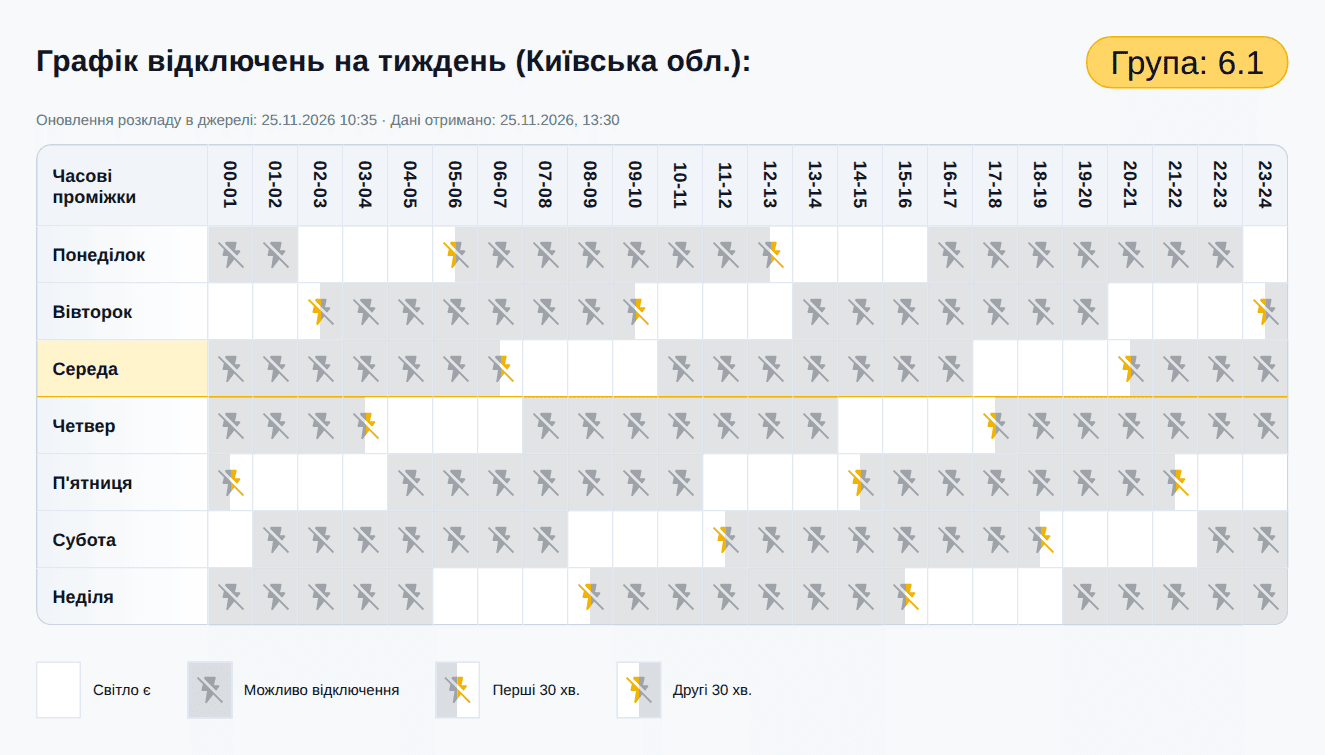 Графік відключень на тиждень (Київська обл.):
Група: 6.1
Оновлення розкладу в джерелі: 25.11.2026 10:35 · Дані отримано: 25.11.2026, 13:30
Часові
проміжки
00-01
01-02
02-03
03-04
04-05
05-06
06-07
07-08
08-09
09-10
10-11
11-12
12-13
13-14
14-15
15-16
16-17
17-18
18-19
19-20
20-21
21-22
22-23
23-24
Понеділок
Вівторок
Середа
Четвер
П'ятниця
Субота
Неділя
Світло є
Можливо відключення
Перші 30 хв.
Другі 30 хв.